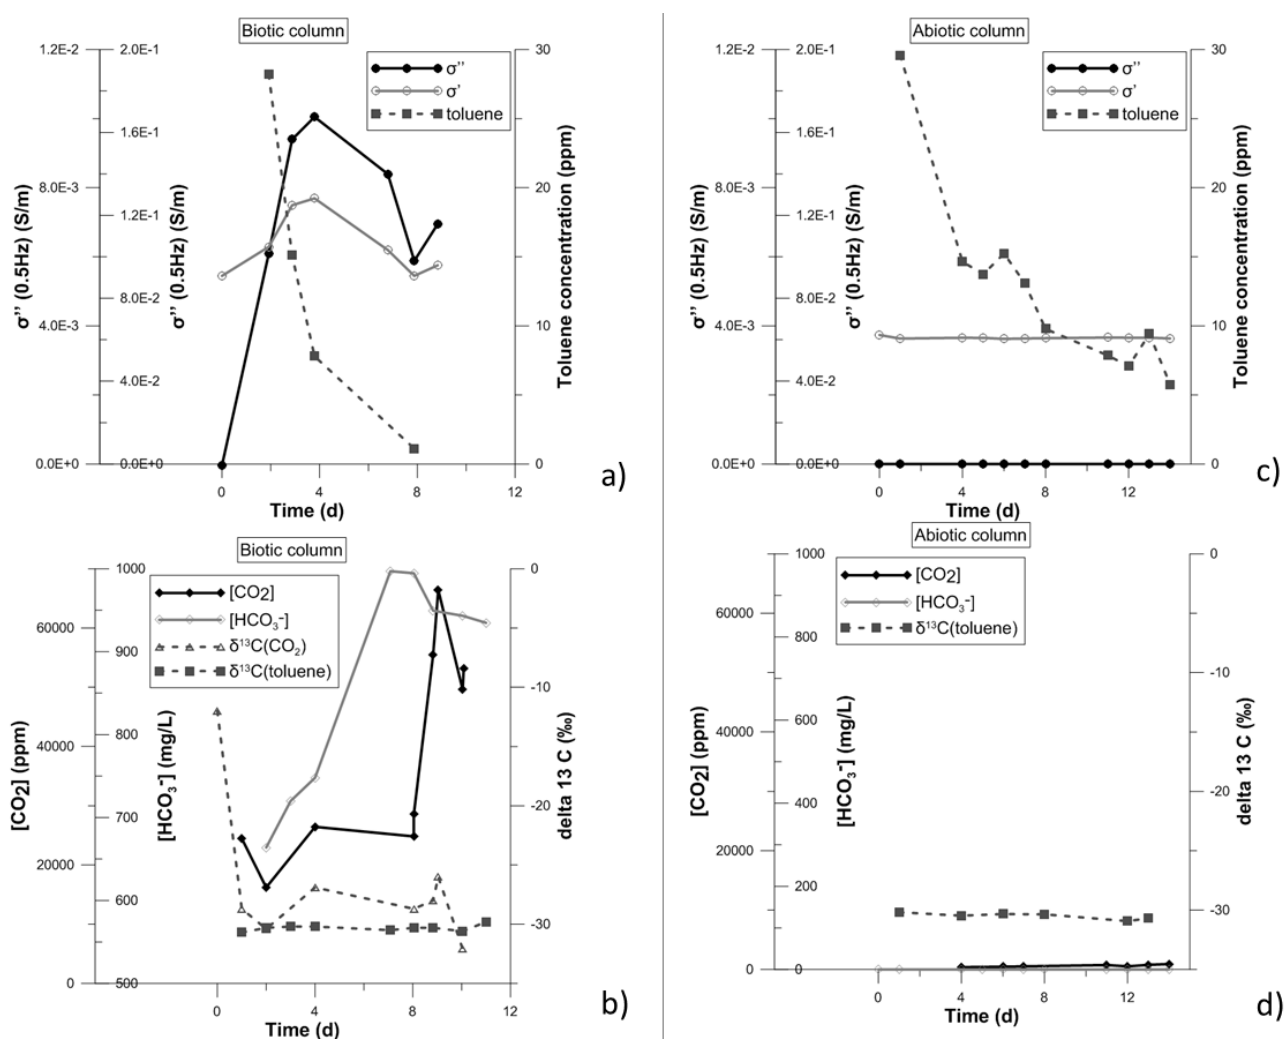 Biotic column
1.2E-2
8.0E-3
4.0E-3
0.0E+0
σ'' (0.5Hz) (S/m)
2.0E-1
1.6E-1
1.2E-1
8.0E-2
4.0E-2
0.0E+0
σ'' (0.5Hz) (S/m)
σ''
σ'
toluene
30
20
10
0
Toluene concentration (ppm)
0
4
8
12
Time (d)
a)
Abiotic column
1.2E-2
8.0E-3
4.0E-3
0.0E+0
σ'' (0.5Hz) (S/m)
2.0E-1
1.6E-1
1.2E-1
8.0E-2
4.0E-2
0.0E+0
σ'' (0.5Hz) (S/m)
σ''
σ'
toluene
30
20
10
0
Toluene concentration (ppm)
0
4
8
12
Time (d)
c)
Biotic column
60000
40000
20000
0
[CO2] (ppm)
1000
900
800
700
600
500
[HCO₃⁻] (mg/L)
[CO2]
[HCO₃⁻]
δ¹³C(CO₂)
δ¹³C(toluene)
0
-10
-20
-30
delta 13 C (‰)
0
4
8
12
Time (d)
b)
Abiotic column
60000
40000
20000
0
[CO2] (ppm)
1000
800
600
400
200
0
[HCO₃⁻] (mg/L)
[CO2]
[HCO₃⁻]
δ¹³C(toluene)
0
-10
-20
-30
delta 13 C (‰)
0
4
8
12
Time (d)
d)